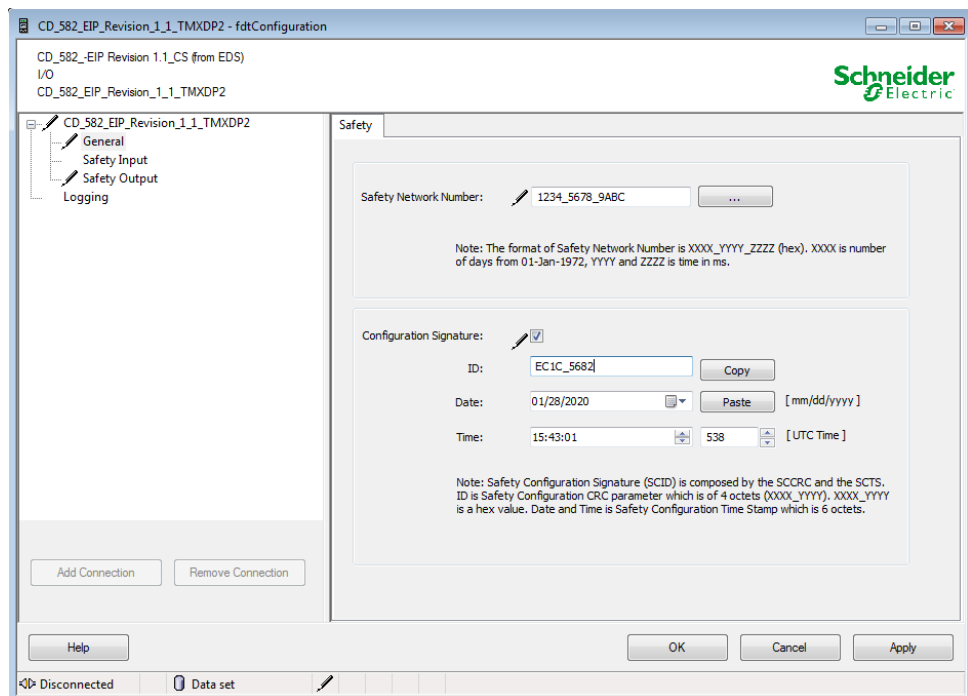 CD_582_EIP_Revision_1_1_TMXDP2 - fdtConfiguration
CD_582_-EIP Revision 1.1_CS (from EDS)
I/O
CD_582_EIP_Revision_1_1_TMXDP2
Schneider
Electric
CD_582_EIP_Revision_1_1_TMXDP2
General
Safety Input
Safety Output
Logging
Add Connection Remove Connection
Safety
Safety Network Number: 1234_5678_9ABC ...
Note: The format of Safety Network Number is XXXX_YYYY_ZZZZ (hex). XXXX is number
of days from 01-Jan-1972, YYYY and ZZZZ is time in ms.
Configuration Signature:
ID: EC1C_5682 Copy
Date: 01/28/2020 Paste [ mm/dd/yyyy ]
Time: 15:43:01 538 [ UTC Time ]
Note: Safety Configuration Signature (SCID) is composed by the SCCRC and the SCTS.
ID is Safety Configuration CRC parameter which is of 4 octets (XXXX_YYYY). XXXX_YYYY
is a hex value. Date and Time is Safety Configuration Time Stamp which is 6 octets.
Help OK Cancel Apply
Disconnected Data set